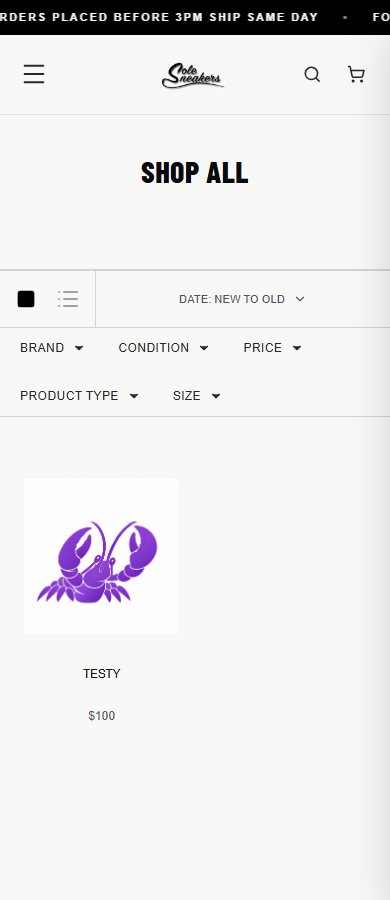 RDERS PLACED BEFORE 3PM SHIP SAME DAY • FO
Sole
Sneakers
SHOP ALL
DATE: NEW TO OLD
BRAND CONDITION PRICE
PRODUCT TYPE SIZE
TESTY
$100